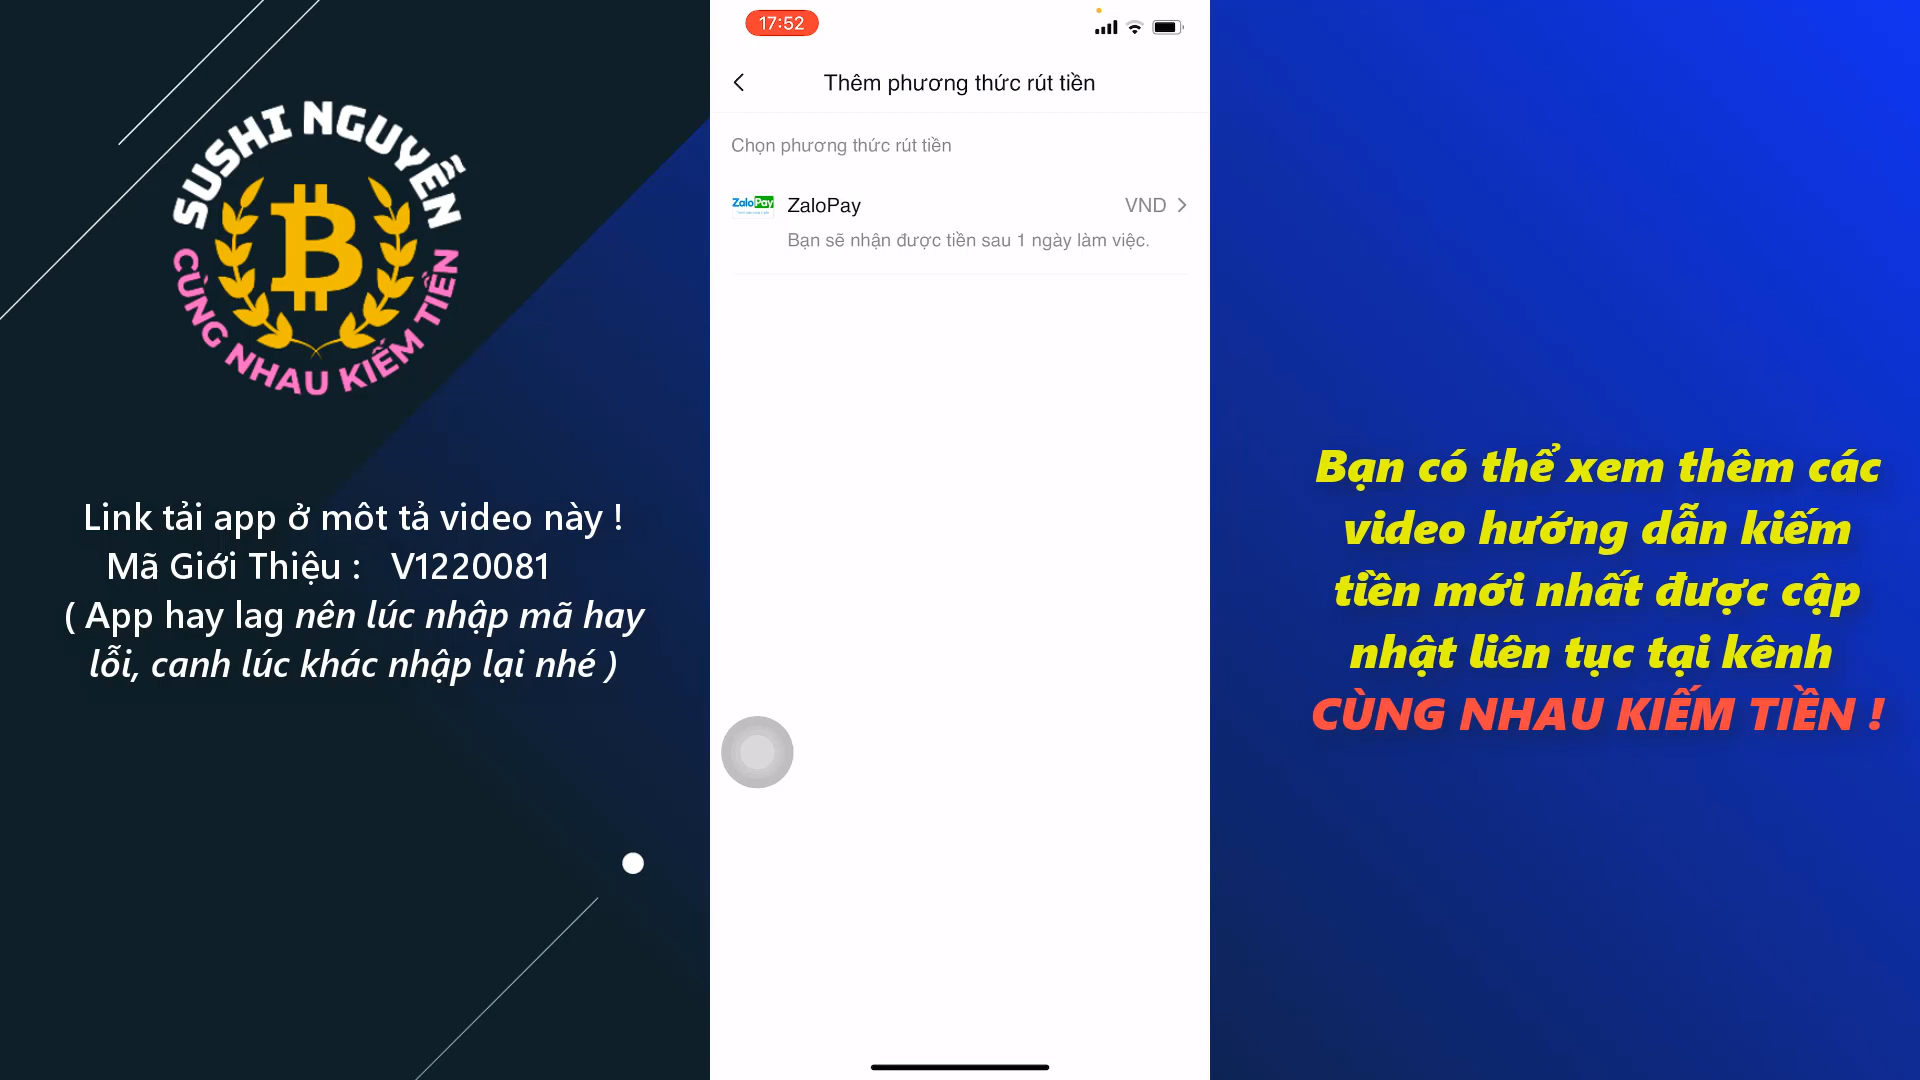 SUSHI NGUYỄN
CÙNG NHAU KIẾM TIỀN
Link tải app ở môt tả video này !
Mã Giới Thiệu : V1220081
( App hay lag nên lúc nhập mã hay
lỗi, canh lúc khác nhập lại nhé )
17:52
Thêm phương thức rút tiền
Chọn phương thức rút tiền
ZaloPay
ZaloPay VND
Bạn sẽ nhận được tiền sau 1 ngày làm việc.
Bạn có thể xem thêm các
video hướng dẫn kiếm
tiền mới nhất được cập
nhật liên tục tại kênh
CÙNG NHAU KIẾM TIỀN !